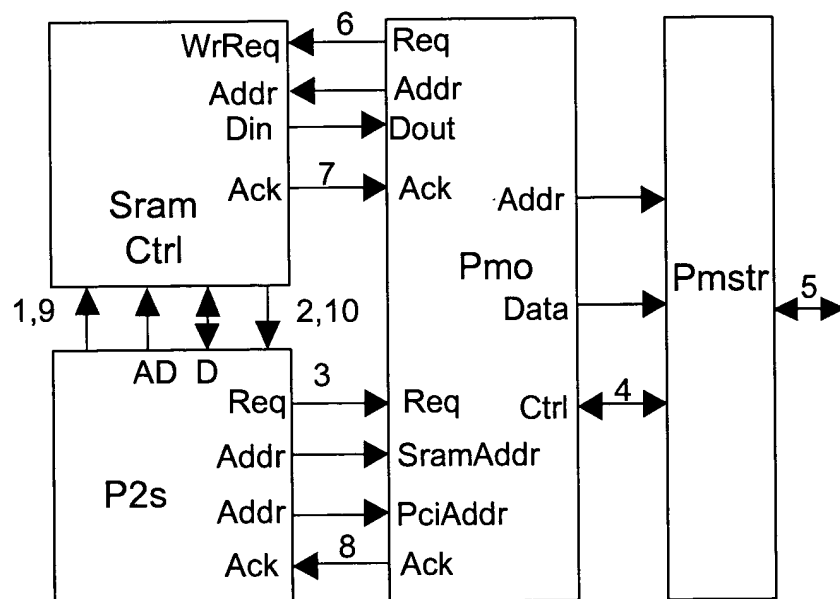 WrReq
6
Req
Addr
Addr
Din
Dout
Ack
7
Ack
Sram
Ctrl
Addr
Pmo
Data
Pmstr
5
1,9
2,10
AD
D
Req
3
Req
Ctrl
4
Addr
SramAddr
P2s
Addr
PciAddr
Ack
8
Ack